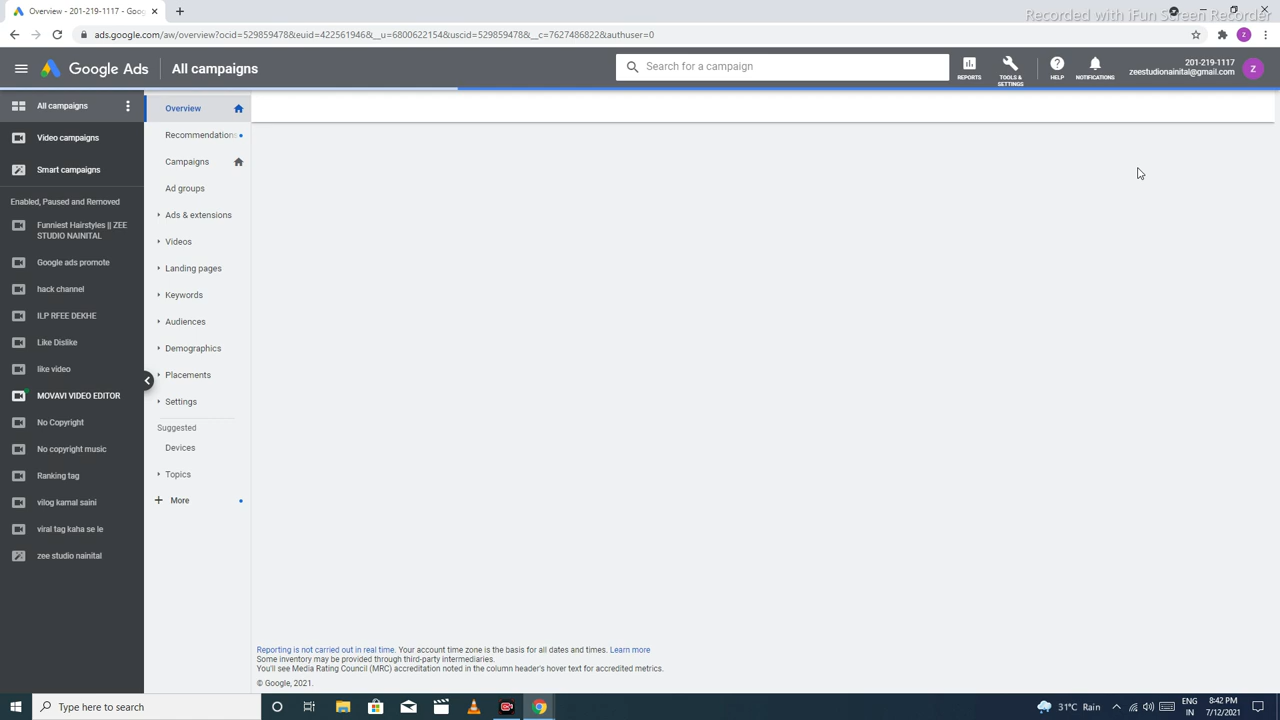 Recorded with iFun Screen Recorder
Overview - 201-219-1117 - Goog
ads.google.com/aw/overview?ocid=529859478&euid=422561946&__u=6800622154&uscid=529859478&__c=7627486822&authuser=0
Google Ads
All campaigns
Search for a campaign
REPORTS
TOOLS & SETTINGS
HELP
NOTIFICATIONS
201-219-1117
zeestudionainital@gmail.com
Z
All campaigns
Video campaigns
Smart campaigns
Enabled, Paused and Removed
Funniest Hairstyles || ZEE
STUDIO NAINITAL
Google ads promote
hack channel
ILP RFEE DEKHE
Like Dislike
like video
MOVAVI VIDEO EDITOR
No Copyright
No copyright music
Ranking tag
vilog kamal saini
viral tag kaha se le
zee studio nainital
Overview
Recommendations
Campaigns
Ad groups
Ads & extensions
Videos
Landing pages
Keywords
Audiences
Demographics
Placements
Settings
Suggested
Devices
Topics
More
Reporting is not carried out in real time. Your account time zone is the basis for all dates and times. Learn more
Some inventory may be provided through third-party intermediaries.
You'll see Media Rating Council (MRC) accreditation noted in the column header's hover text for accredited metrics.
© Google, 2021.
Type here to search
31°C Rain
ENG
IN
8:42 PM
7/12/2021